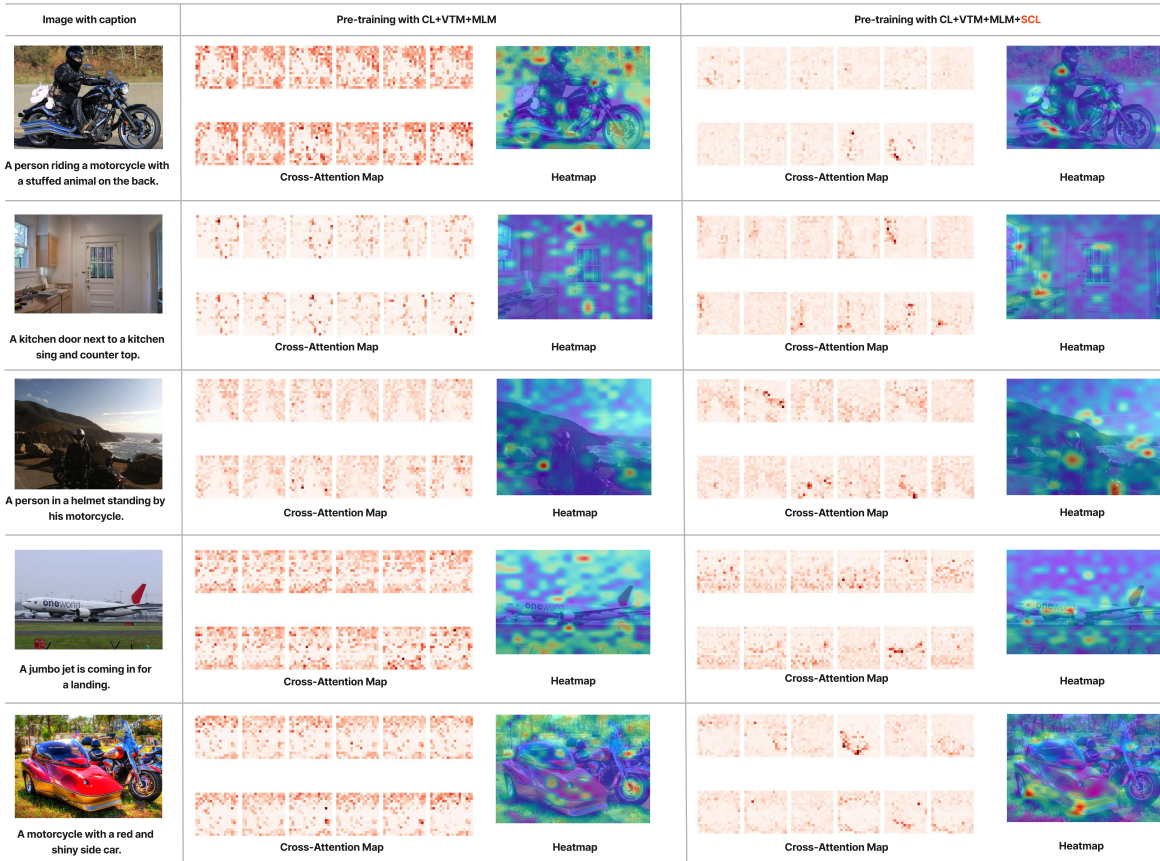 Image with caption
Pre-training with CL+VTM+MLM
Pre-training with CL+VTM+MLM+SCL
A person riding a motorcycle with
a stuffed animal on the back.
Cross-Attention Map
Heatmap
Cross-Attention Map
Heatmap
A kitchen door next to a kitchen
sing and counter top.
Cross-Attention Map
Heatmap
Cross-Attention Map
Heatmap
A person in a helmet standing by
his motorcycle.
Cross-Attention Map
Heatmap
Cross-Attention Map
Heatmap
oneworld
oneworld
oneworld
A jumbo jet is coming in for
a landing.
Cross-Attention Map
Heatmap
Cross-Attention Map
Heatmap
A motorcycle with a red and
shiny side car.
Cross-Attention Map
Heatmap
Cross-Attention Map
Heatmap